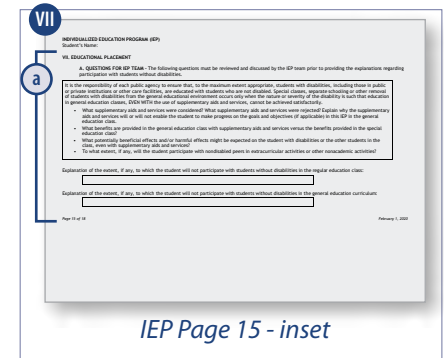 VII
INDIVIDUALIZED EDUCATION PROGRAM (IEP)
Student's Name:
VII. EDUCATIONAL PLACEMENT
a
A. QUESTIONS FOR IEP TEAM - The following questions must be reviewed and discussed by the IEP team prior to providing the explanations regarding
participation with students without disabilities.
It is the responsibility of each public agency to ensure that, to the maximum extent appropriate, students with disabilities, including those in public
or private institutions or other care facilities, are educated with students who are not disabled. Special classes, separate schooling or other removal
of students with disabilities from the general educational environment occurs only when the nature or severity of the disability is such that education
in general education classes, EVEN WITH the use of supplementary aids and services, cannot be achieved satisfactorily.
• What supplementary aids and services were considered? What supplementary aids and services were rejected? Explain why the supplementary
aids and services will or will not enable the student to make progress on the goals and objectives (if applicable) in this IEP in the general
education class.
• What benefits are provided in the general education class with supplementary aids and services versus the benefits provided in the special
education class?
• What potentially beneficial effects and/or harmful effects might be expected on the student with disabilities or the other students in the
class, even with supplementary aids and services?
• To what extent, if any, will the student participate with nondisabled peers in extracurricular activities or other nonacademic activities?
Explanation of the extent, if any, to which the student will not participate with students without disabilities in the regular education class:
Explanation of the extent, if any, to which the student will not participate with students without disabilities in the general education curriculum:
Page 15 of 18 February 1, 2020
IEP Page 15 - inset